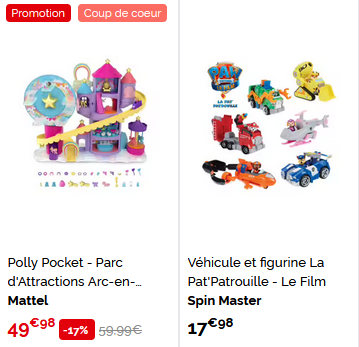 Promotion Coup de coeur
PAW
LA PAT' PATROUILLE
Polly Pocket - Parc
d'Attractions Arc-en-...
Mattel
49€98 -17% 59.99€
Véhicule et figurine La
Pat'Patrouille - Le Film
Spin Master
17€98